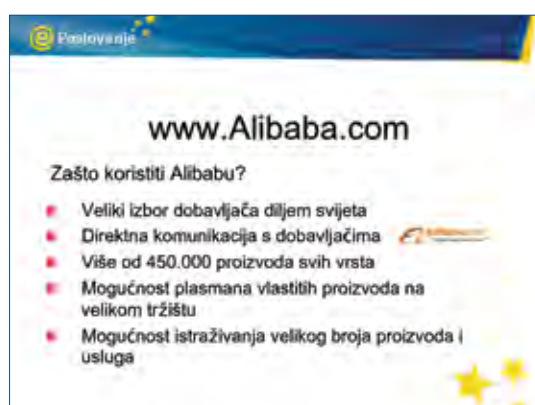 e Poslovanje
www.Alibaba.com
Zašto koristiti Alibabu?
Veliki izbor dobavljača diljem svijeta
Direktna komunikacija s dobavljačima
Više od 450.000 proizvoda svih vrsta
Mogućnost plasmana vlastitih proizvoda na
velikom tržištu
Mogućnost istraživanja velikog broja proizvoda i
usluga